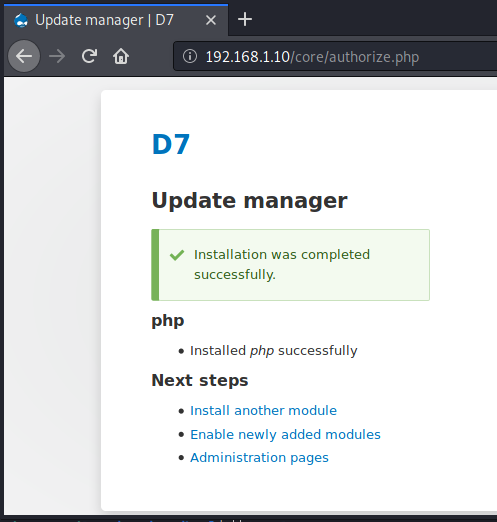 Update manager | D7
192.168.1.10/core/authorize.php
D7
Update manager
Installation was completed
successfully.
php
Installed php successfully
Next steps
Install another module
Enable newly added modules
Administration pages